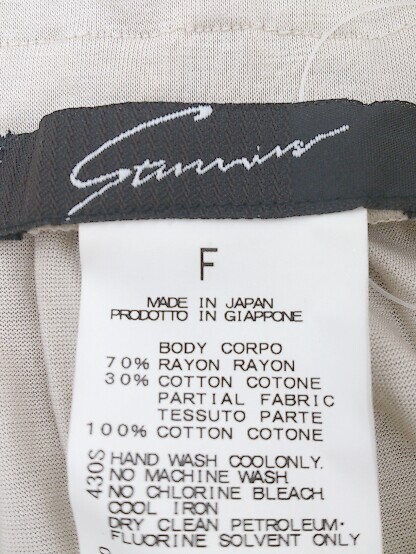 F
MADE IN JAPAN
PRODOTTO IN GIAPPONE
BODY CORPO
70% RAYON RAYON
30% COTTON COTONE
PARTIAL FABRIC
TESSUTO PARTE
100% COTTON COTONE
430S
HAND WASH COOLONLY.
NO MACHINE WASH
NO CHLORINE BLEACH
COOL IRON
DRY CLEAN PETROLEUM·
FLUORINE SOLVENT ONLY